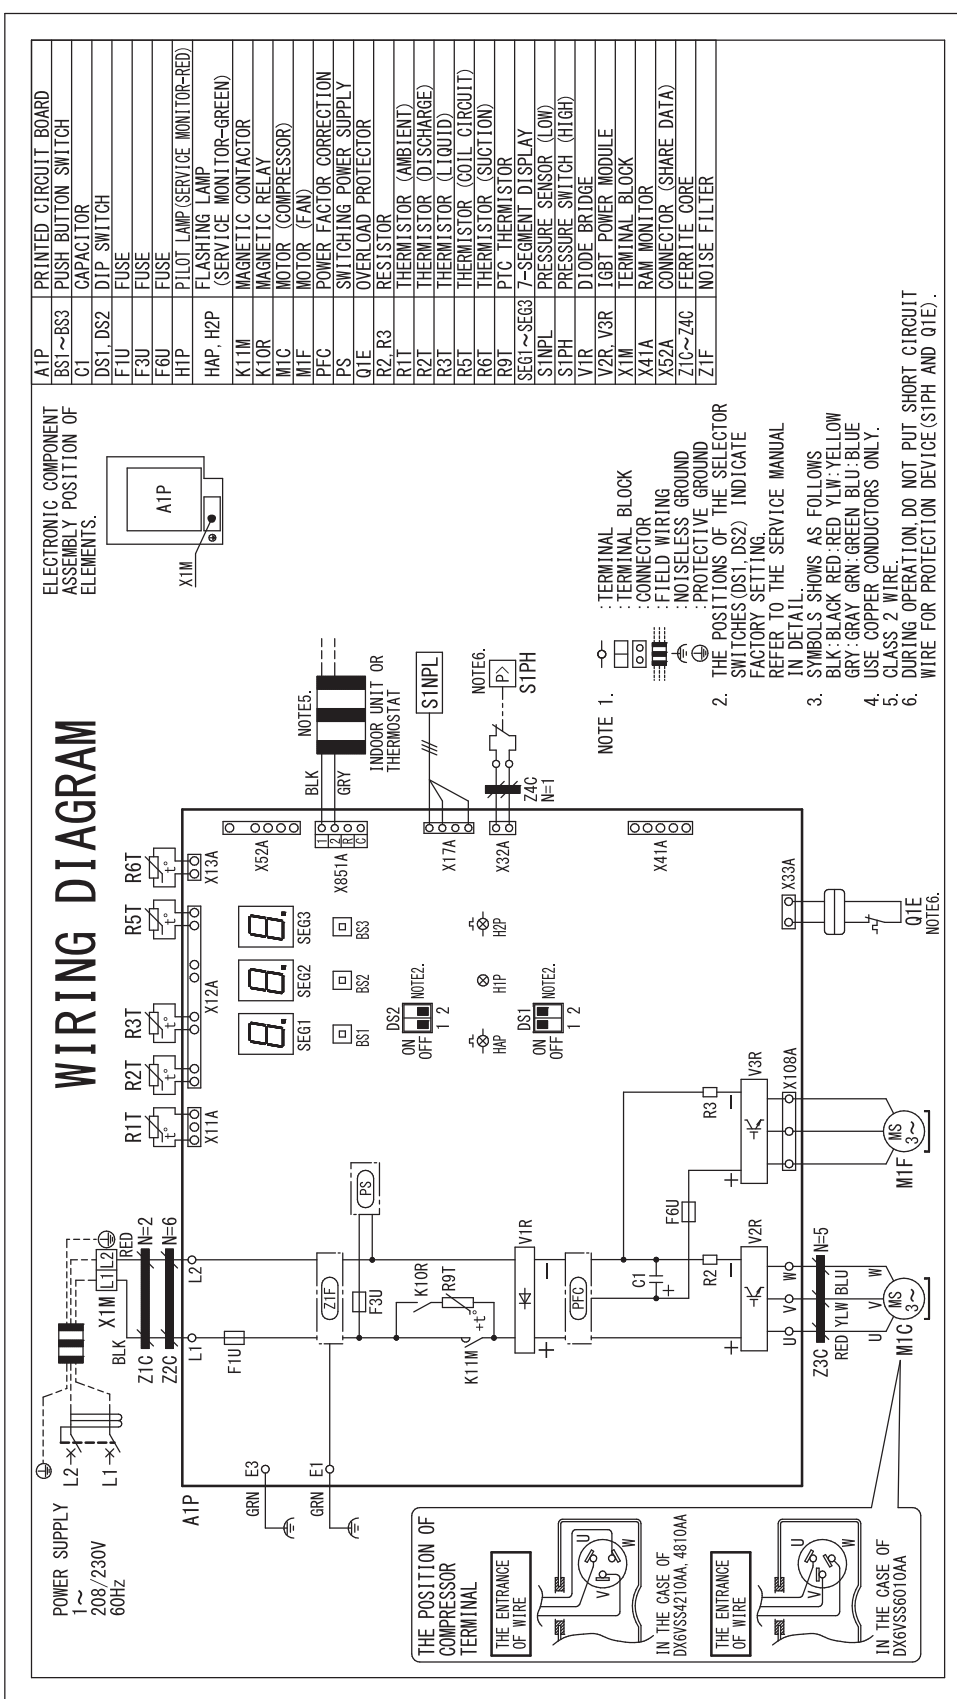 WIRING DIAGRAM
POWER SUPPLY
1~
208/230V
60Hz
L2
L1
X1M
L1 L2
BLK
RED
Z1C
N=2
Z2C
N=6
L1
L2
A1P
F1U
Z1F
F3U
PS
K10R
R9T
+t°
K11M
V1R
PFC
C1
F6U
R2
R3
V2R
V3R
X108A
U
V
W
Z3C
N=5
RED YLW BLU
U
V
W
MS
3~
M1C
MS
3~
M1F
GRN
E3
GRN
E1
R1T
t°
X11A
R2T
t°
R3T
t°
X12A
R5T
t°
R6T
t°
X13A
SEG1
SEG2
SEG3
BS1
BS2
BS3
DS2
ON
OFF
1 2
NOTE2.
HAP
H1P
H2P
DS1
ON
OFF
1 2
NOTE2.
X52A
X851A
1
2
R
C
BLK
GRY
NOTE5.
INDOOR UNIT OR
THERMOSTAT
X17A
S1NPL
X32A
Z4C
N=1
NOTE6.
P>
S1PH
X41A
X33A
Q1E
NOTE6.
THE POSITION OF
COMPRESSOR
TERMINAL
THE ENTRANCE
OF WIRE
U
V
W
IN THE CASE OF
DX6VSS4210AA, 4810AA
THE ENTRANCE
OF WIRE
U
V
W
IN THE CASE OF
DX6VSS6010AA
ELECTRONIC COMPONENT
ASSEMBLY POSITION OF
ELEMENTS.
X1M
A1P
NOTE 1.
:TERMINAL
:TERMINAL BLOCK
:CONNECTOR
:FIELD WIRING
:NOISELESS GROUND
:PROTECTIVE GROUND
2. THE POSITIONS OF THE SELECTOR
SWITCHES(DS1, DS2) INDICATE
FACTORY SETTING.
REFER TO THE SERVICE MANUAL
IN DETAIL.
3. SYMBOLS SHOWS AS FOLLOWS
BLK:BLACK RED:RED YLW:YELLOW
GRY:GRAY GRN:GREEN BLU:BLUE
4. USE COPPER CONDUCTORS ONLY.
5. CLASS 2 WIRE.
6. DURING OPERATION,DO NOT PUT SHORT CIRCUIT
WIRE FOR PROTECTION DEVICE(S1PH AND Q1E).
A1P PRINTED CIRCUIT BOARD
BS1~BS3 PUSH BUTTON SWITCH
C1 CAPACITOR
DS1, DS2 DIP SWITCH
F1U FUSE
F3U FUSE
F6U FUSE
H1P PILOT LAMP(SERVICE MONITOR-RED)
HAP, H2P FLASHING LAMP
(SERVICE MONITOR-GREEN)
K11M MAGNETIC CONTACTOR
K10R MAGNETIC RELAY
M1C MOTOR (COMPRESSOR)
M1F MOTOR (FAN)
PFC POWER FACTOR CORRECTION
PS SWITCHING POWER SUPPLY
Q1E OVERLOAD PROTECTOR
R2, R3 RESISTOR
R1T THERMISTOR (AMBIENT)
R2T THERMISTOR (DISCHARGE)
R3T THERMISTOR (LIQUID)
R5T THERMISTOR (COIL CIRCUIT)
R6T THERMISTOR (SUCTION)
R9T PTC THERMISTOR
SEG1~SEG3 7-SEGMENT DISPLAY
S1NPL PRESSURE SENSOR (LOW)
S1PH PRESSURE SWITCH (HIGH)
V1R DIODE BRIDGE
V2R, V3R IGBT POWER MODULE
X1M TERMINAL BLOCK
X41A RAM MONITOR
X52A CONNECTOR (SHARE DATA)
Z1C~Z4C FERRITE CORE
Z1F NOISE FILTER